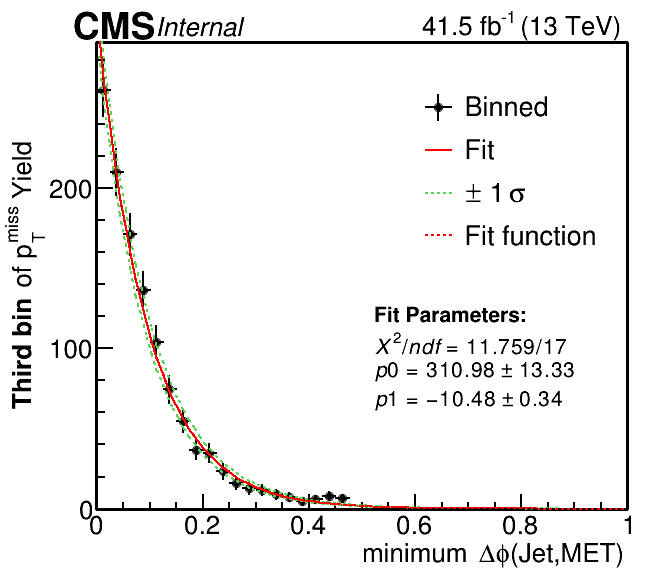 CMS Internal 41.5 fb-1 (13 TeV)
Third bin of pTmiss Yield
200
100
0
Binned
Fit
± 1 σ
Fit function
Fit Parameters:
X2/ndf = 11.759/17
p0 = 310.98 ± 13.33
p1 = −10.48 ± 0.34
0 0.2 0.4 0.6 0.8 1
minimum Δϕ(Jet,MET)